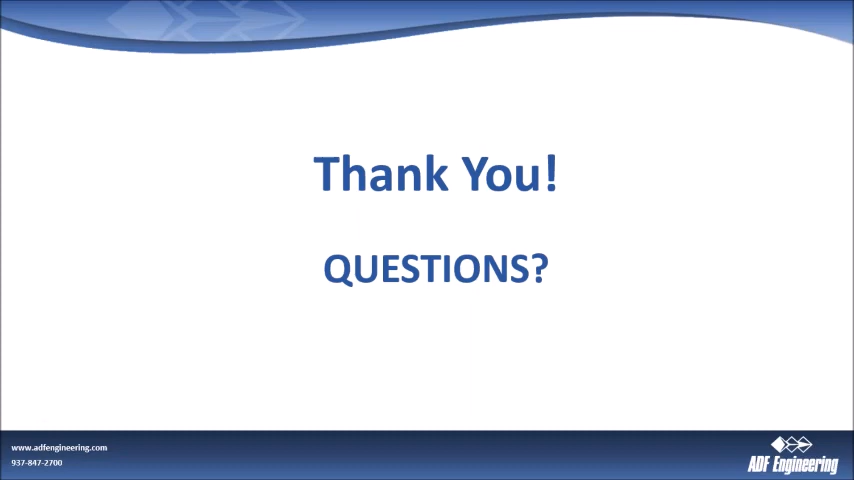 Thank You!
QUESTIONS?
www.adfengineering.com
937-847-2700
ADF Engineering